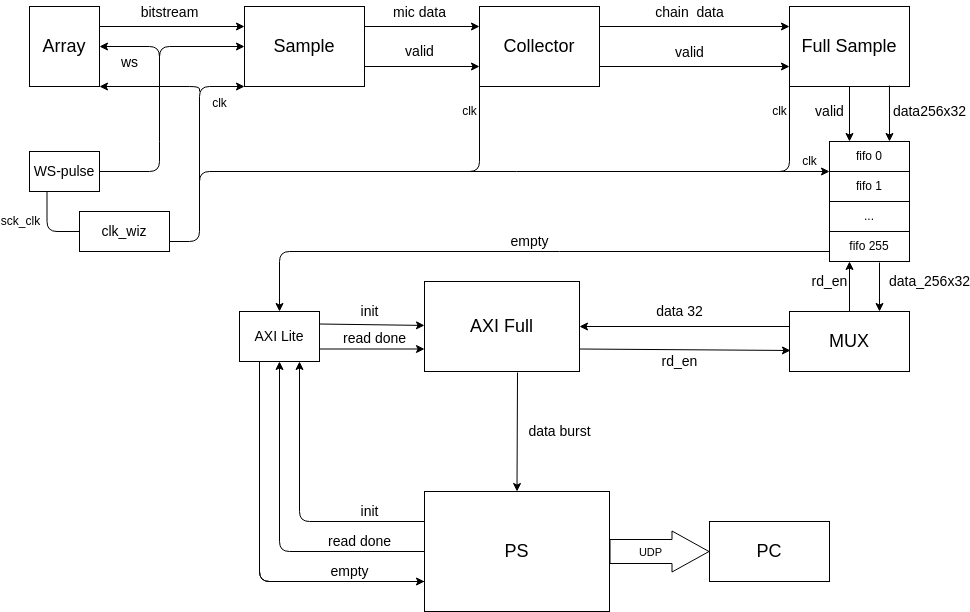 bitstream
mic data
chain data
Array
Sample
Collector
Full Sample
valid
valid
ws
clk
clk
clk
valid
data256x32
clk
fifo 0
WS-pulse
fifo 1
sck_clk
clk_wiz
...
empty
fifo 255
rd_en
data_256x32
init
AXI Full
data 32
AXI Lite
read done
MUX
rd_en
data burst
init
read done
PS
UDP
PC
empty